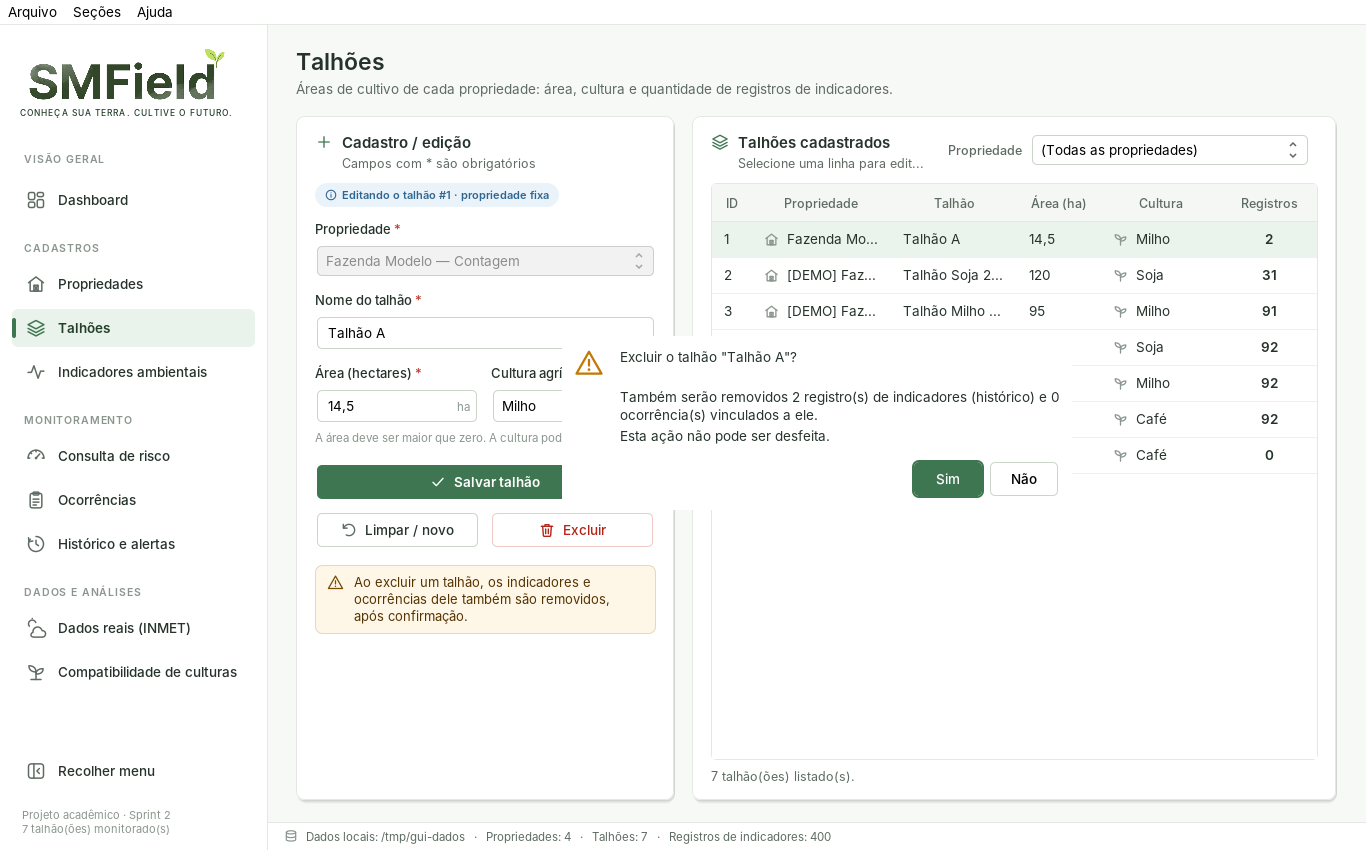 Arquivo Seções Ajuda
SMField
CONHEÇA SUA TERRA. CULTIVE O FUTURO.
VISÃO GERAL
Dashboard
CADASTROS
Propriedades
Talhões
Indicadores ambientais
MONITORAMENTO
Consulta de risco
Ocorrências
Histórico e alertas
DADOS E ANÁLISES
Dados reais (INMET)
Compatibilidade de culturas
Recolher menu
Projeto acadêmico · Sprint 2
7 talhão(ões) monitorado(s)
Talhões
Áreas de cultivo de cada propriedade: área, cultura e quantidade de registros de indicadores.
Cadastro / edição
Campos com * são obrigatórios
Editando o talhão #1 · propriedade fixa
Propriedade *
Fazenda Modelo — Contagem
Nome do talhão *
Talhão A
Área (hectares) * Cultura agrí
14,5 ha Milho
A área deve ser maior que zero. A cultura pod
Salvar talhão
Limpar / novo Excluir
Ao excluir um talhão, os indicadores e
ocorrências dele também são removidos,
após confirmação.
Talhões cadastrados
Selecione uma linha para edit...
Propriedade (Todas as propriedades)
ID Propriedade Talhão Área (ha) Cultura Registros
1 Fazenda Mo... Talhão A 14,5 Milho 2
2 [DEMO] Faz... Talhão Soja 2... 120 Soja 31
3 [DEMO] Faz... Talhão Milho ... 95 Milho 91
Soja 92
Milho 92
Café 92
Café 0
Excluir o talhão "Talhão A"?
Também serão removidos 2 registro(s) de indicadores (histórico) e 0
ocorrência(s) vinculados a ele.
Esta ação não pode ser desfeita.
Sim Não
7 talhão(ões) listado(s).
Dados locais: /tmp/gui-dados · Propriedades: 4 · Talhões: 7 · Registros de indicadores: 400